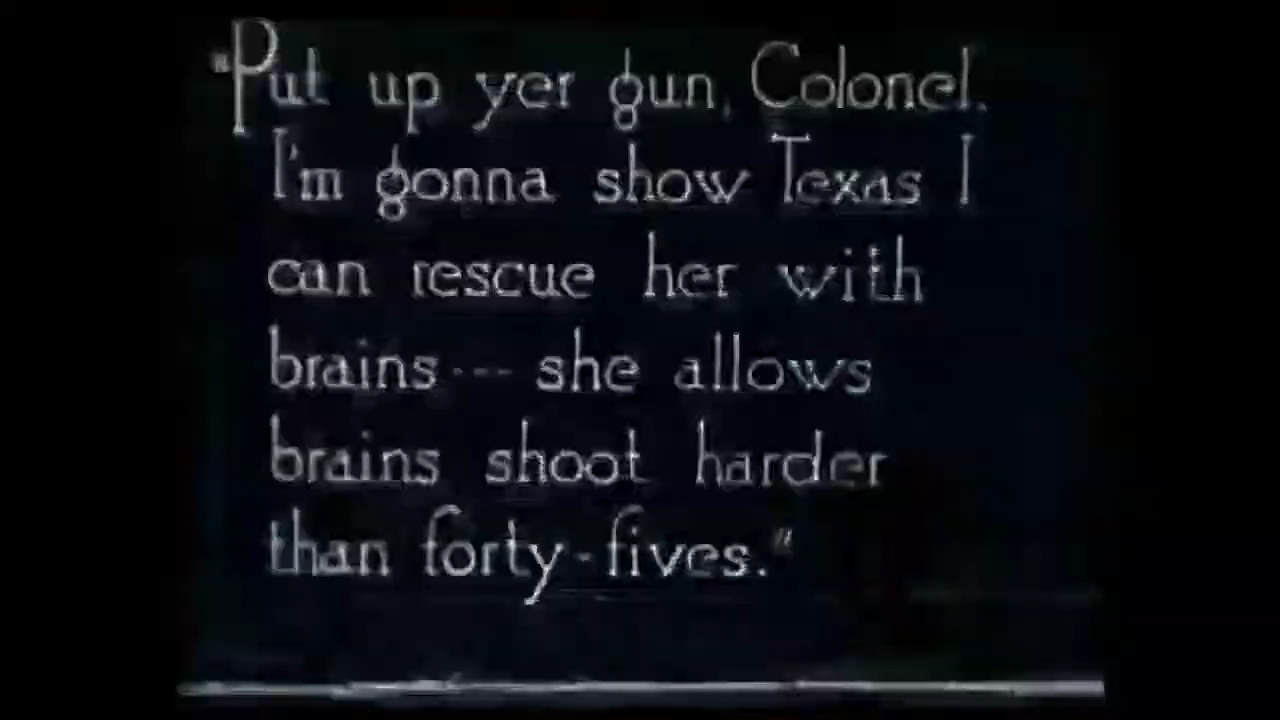 "Put up yer gun, Colonel.
I'm gonna show Texas I
can rescue her with
brains --- she allows
brains shoot harder
than forty-fives."